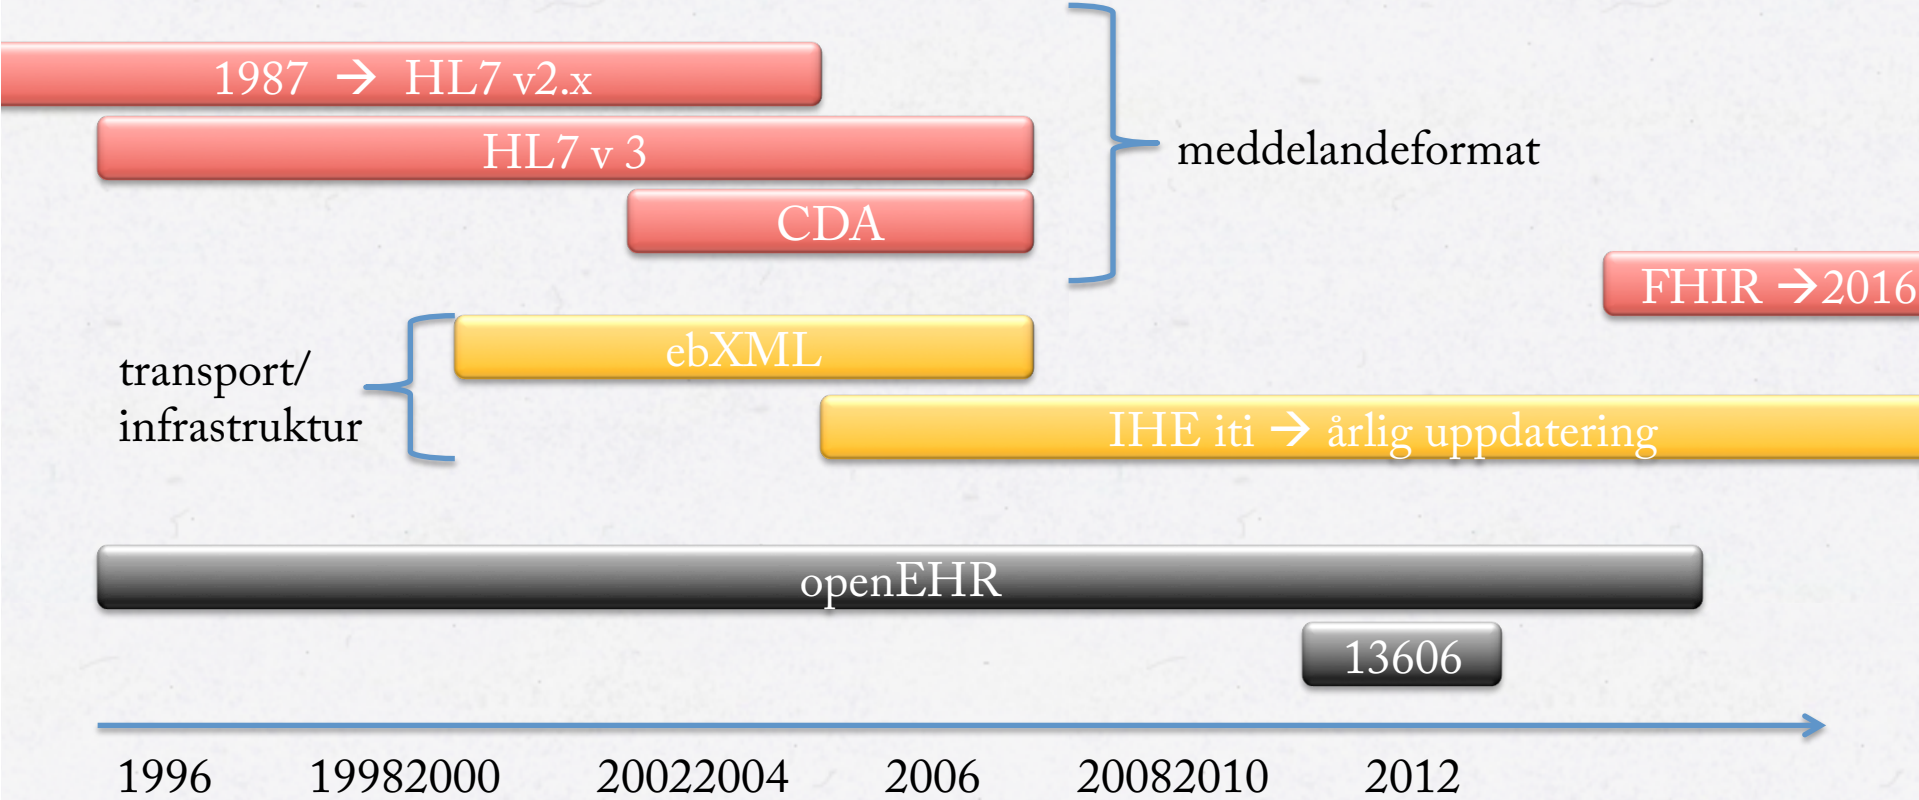 1987 → HL7 v2.x
HL7 v 3
meddelandeformat
CDA
FHIR →2016
ebXML
transport/
infrastruktur
IHE iti → årlig uppdatering
openEHR
13606
1996 19982000 20022004 2006 20082010 2012